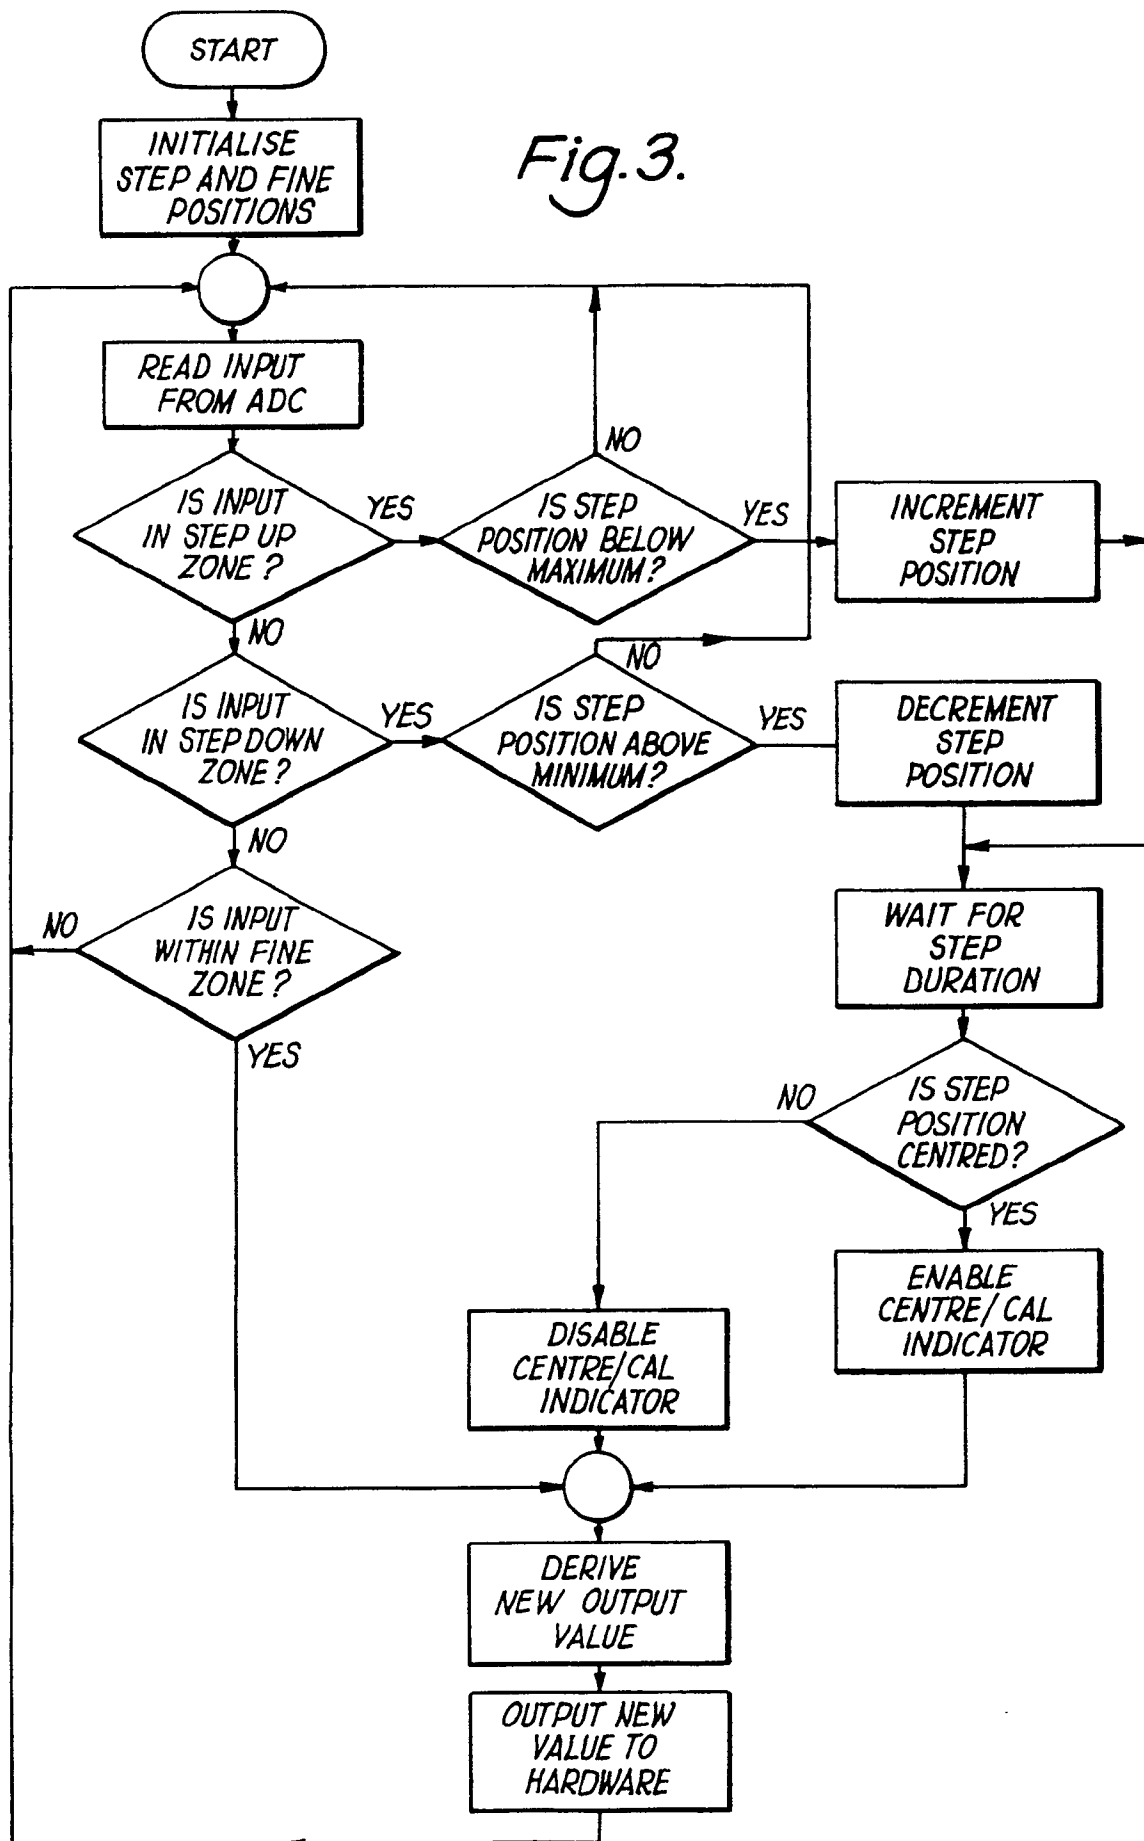 START
INITIALISE
STEP AND FINE
POSITIONS
Fig. 3.
READ INPUT
FROM ADC
IS INPUT
IN STEP UP
ZONE?
YES
NO
IS STEP
POSITION BELOW
MAXIMUM?
NO
YES
INCREMENT
STEP
POSITION
IS INPUT
IN STEP DOWN
ZONE?
YES
NO
IS STEP
POSITION ABOVE
MINIMUM?
NO
YES
DECREMENT
STEP
POSITION
IS INPUT
WITHIN FINE
ZONE?
NO
YES
WAIT FOR
STEP
DURATION
IS STEP
POSITION
CENTRED?
NO
YES
ENABLE
CENTRE/CAL
INDICATOR
DISABLE
CENTRE/CAL
INDICATOR
DERIVE
NEW OUTPUT
VALUE
OUTPUT NEW
VALUE TO
HARDWARE